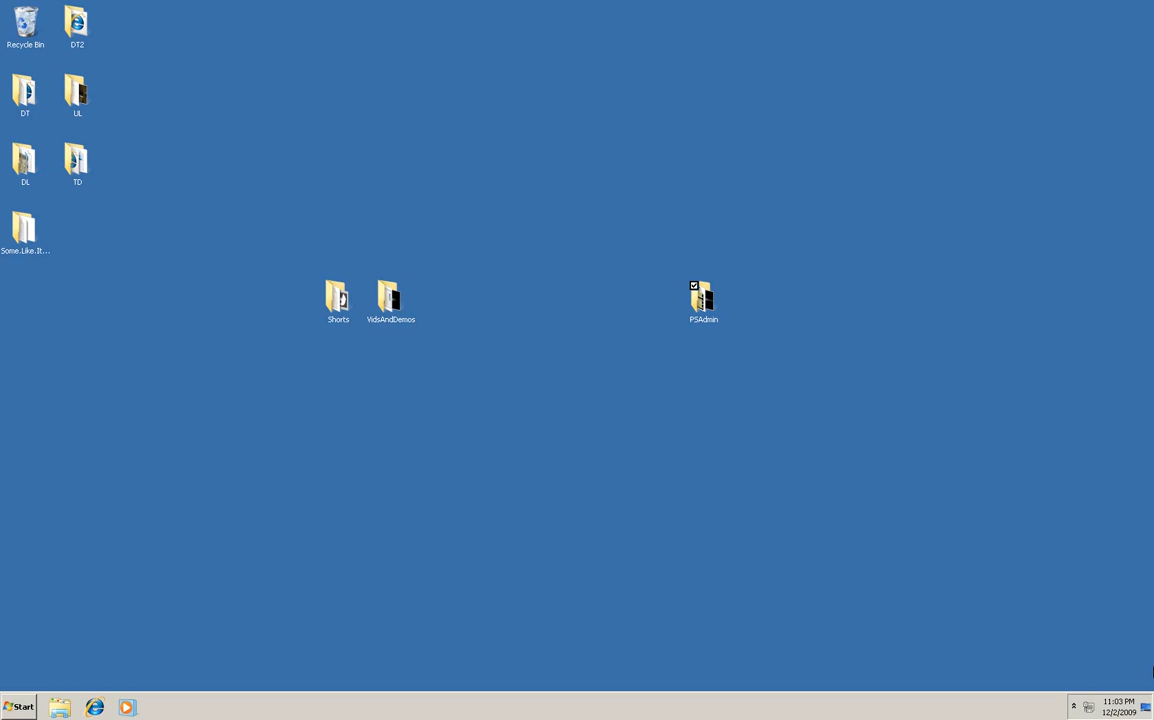 Recycle Bin
DT2
DT
UL
DL
TD
Some.Like.It...
Shorts
VidsAndDemos
PSAdmin
Start
11:03 PM
12/2/2009